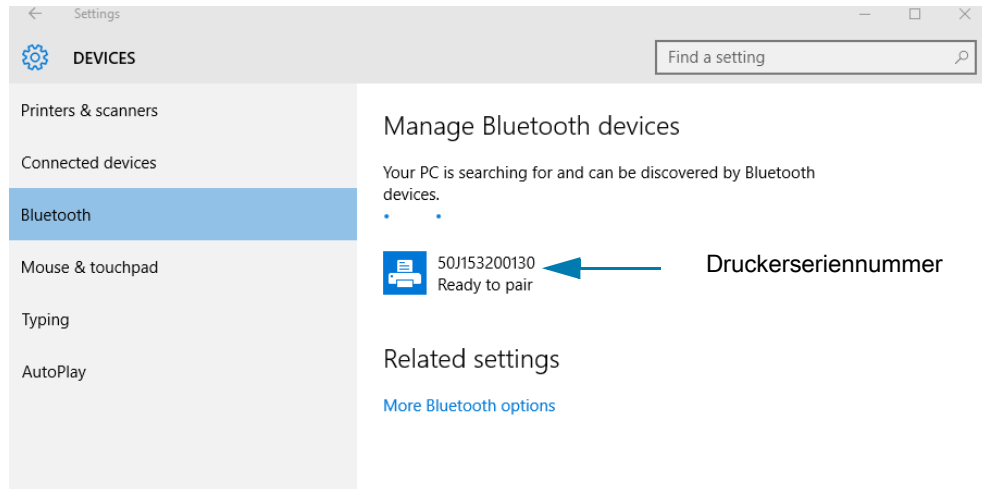 Settings
DEVICES
Find a setting
Printers & scanners
Connected devices
Bluetooth
Mouse & touchpad
Typing
AutoPlay
Manage Bluetooth devices
Your PC is searching for and can be discovered by Bluetooth
devices.
50J153200130
Druckerseriennummer
Ready to pair
Related settings
More Bluetooth options